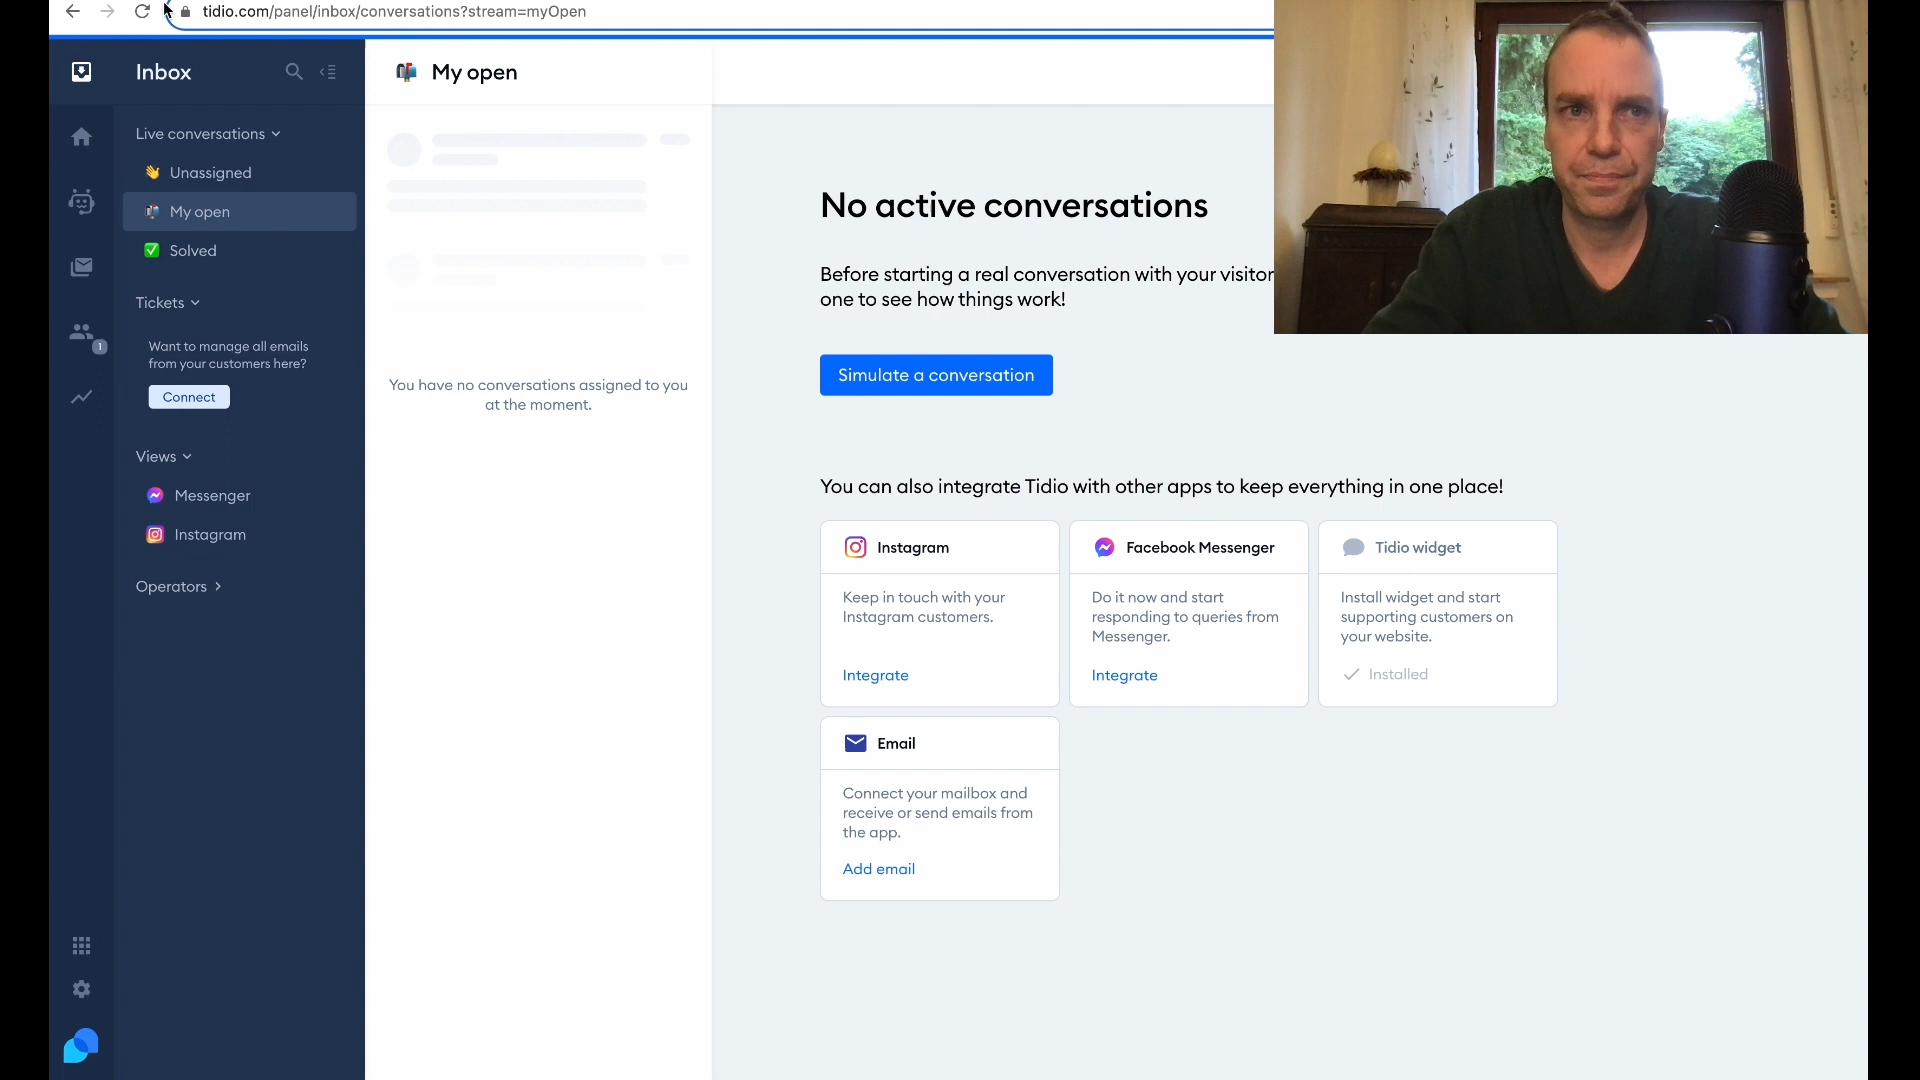 tidio.com/panel/inbox/conversations?stream=myOpen
Inbox
Live conversations
Unassigned
My open
Solved
Tickets
Want to manage all emails
from your customers here?
Connect
Views
Messenger
Instagram
Operators
1
My open
You have no conversations assigned to you
at the moment.
No active conversations
Before starting a real conversation with your visitor
one to see how things work!
Simulate a conversation
You can also integrate Tidio with other apps to keep everything in one place!
Instagram
Keep in touch with your
Instagram customers.
Integrate
Facebook Messenger
Do it now and start
responding to queries from
Messenger.
Integrate
Tidio widget
Install widget and start
supporting customers on
your website.
Installed
Email
Connect your mailbox and
receive or send emails from
the app.
Add email